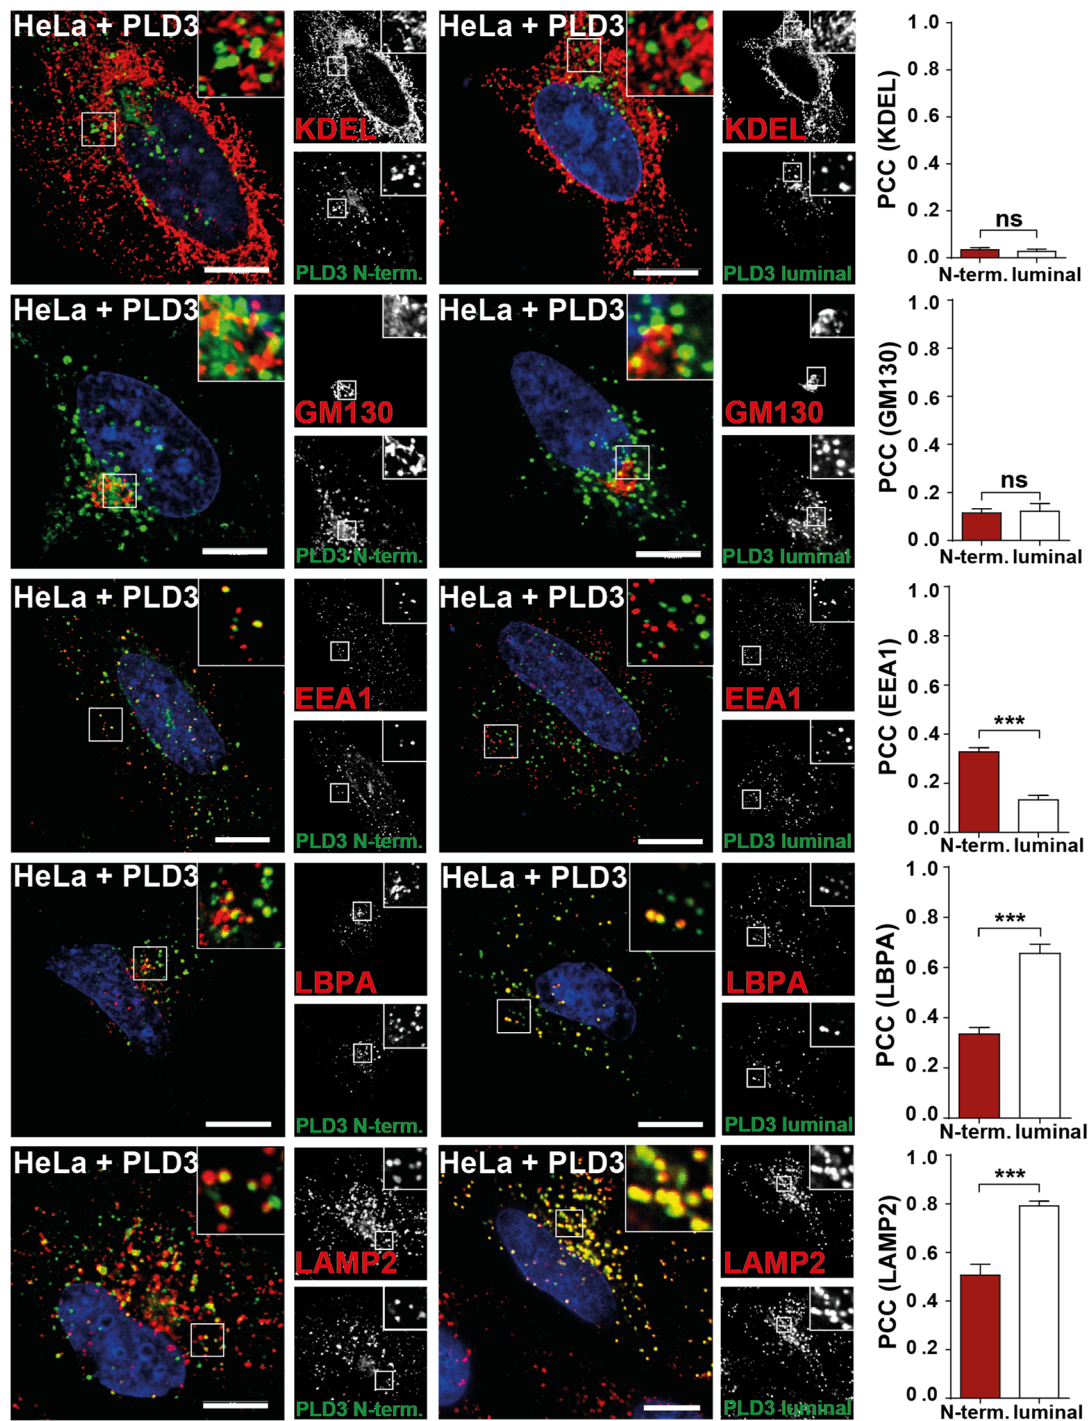 HeLa + PLD3
KDEL
PLD3 N-term.
HeLa + PLD3
KDEL
PLD3 luminal
PCC (KDEL)
1.0
0.8
0.6
0.4
0.2
0.0
ns
N-term. luminal
HeLa + PLD3
GM130
PLD3 N-term.
HeLa + PLD3
GM130
PLD3 luminal
PCC (GM130)
1.0
0.8
0.6
0.4
0.2
0.0
ns
N-term. luminal
HeLa + PLD3
EEA1
PLD3 N-term.
HeLa + PLD3
EEA1
PLD3 luminal
PCC (EEA1)
1.0
0.8
0.6
0.4
0.2
0.0
***
N-term. luminal
HeLa + PLD3
LBPA
PLD3 N-term.
HeLa + PLD3
LBPA
PLD3 luminal
PCC (LBPA)
1.0
0.8
0.6
0.4
0.2
0.0
***
N-term. luminal
HeLa + PLD3
LAMP2
PLD3 N-term.
HeLa + PLD3
LAMP2
PLD3 luminal
PCC (LAMP2)
1.0
0.8
0.6
0.4
0.2
0.0
***
N-term. luminal